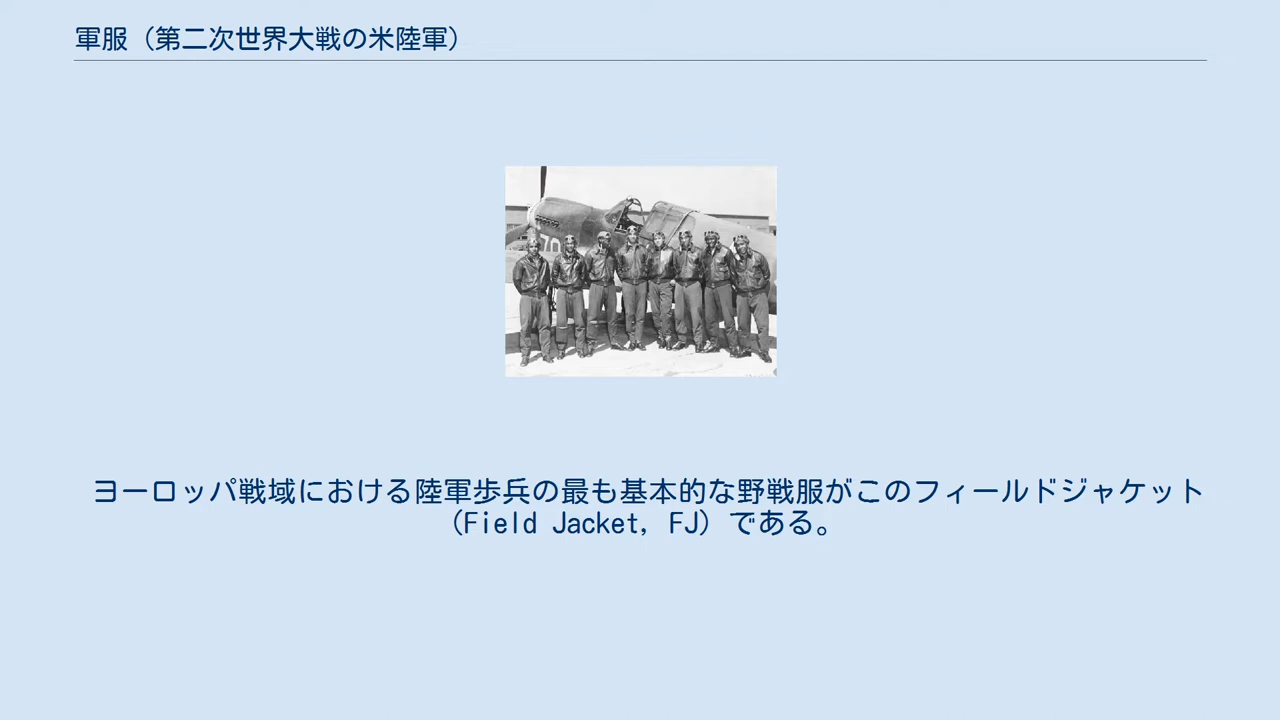 軍服（第二次世界大戦の米陸軍）
70
ヨーロッパ戦域における陸軍歩兵の最も基本的な野戦服がこのフィールドジャケット
（Field Jacket, FJ）である。